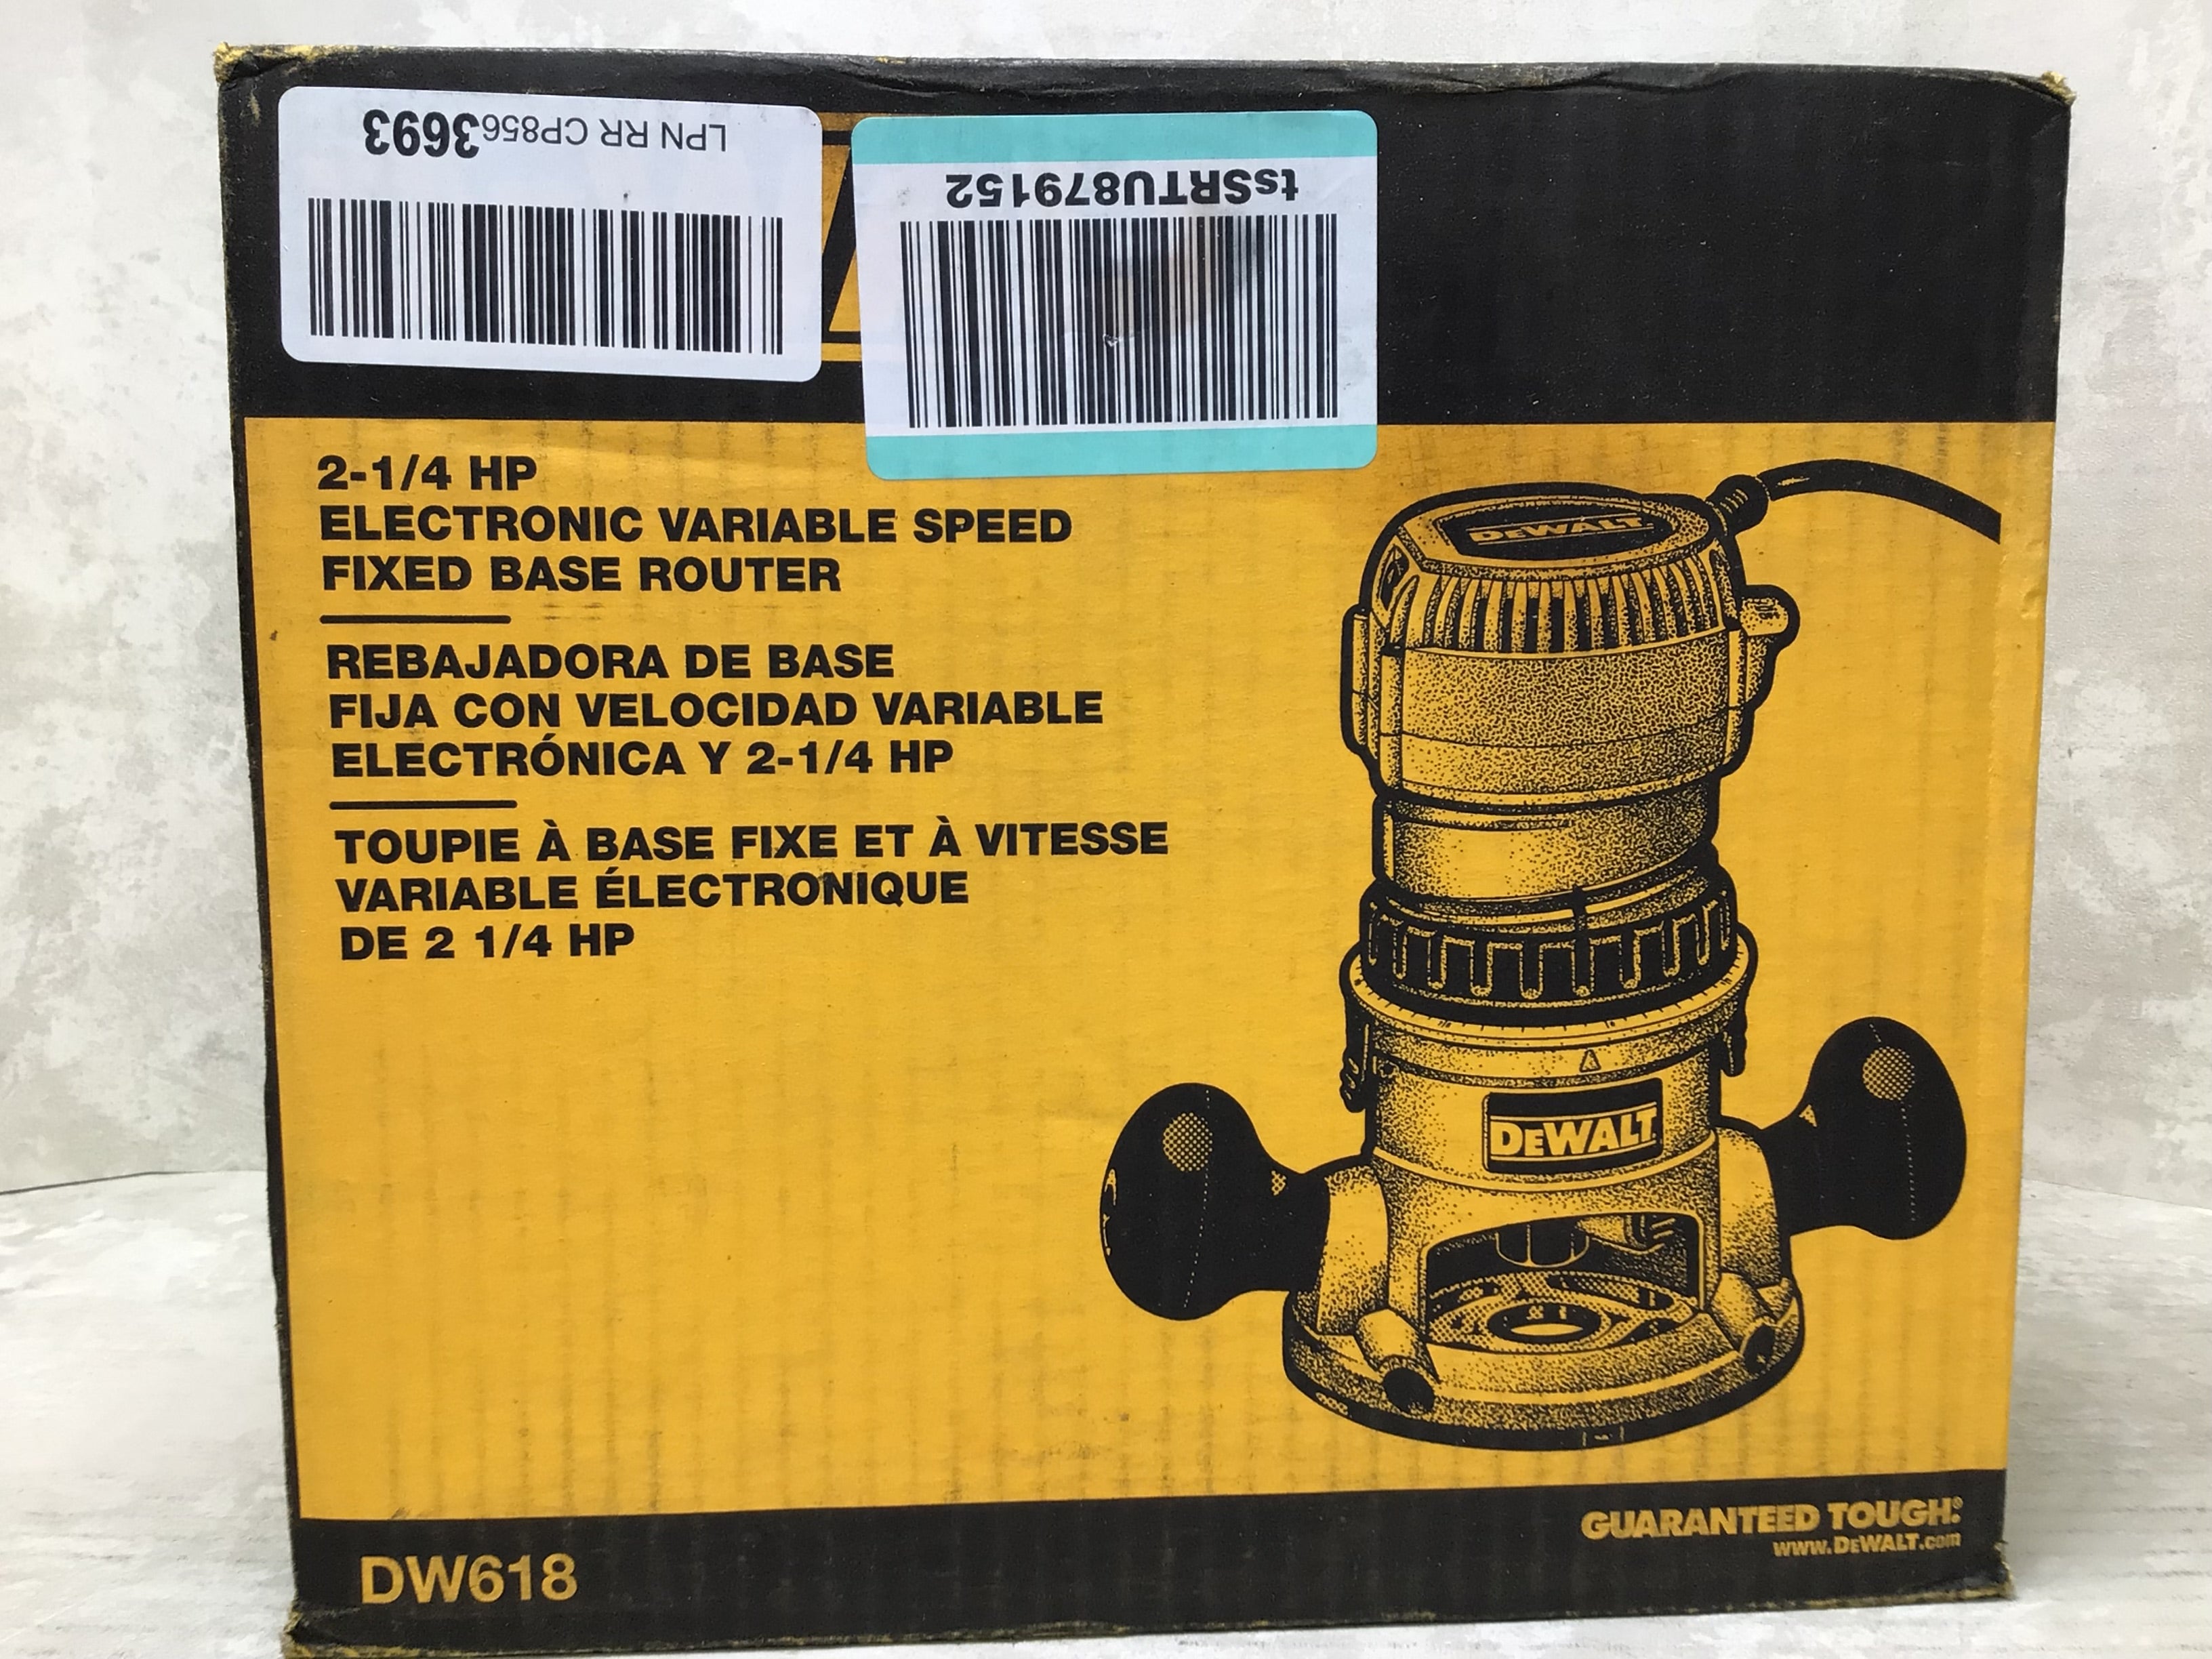 LPN RR CP8563693
tsSRTU879152
2-1/4 HP
ELECTRONIC VARIABLE SPEED
FIXED BASE ROUTER
REBAJADORA DE BASE
FIJA CON VELOCIDAD VARIABLE
ELECTRÓNICA Y 2-1/4 HP
TOUPIE À BASE FIXE ET À VITESSE
VARIABLE ÉLECTRONIQUE
DE 2 1/4 HP
DEWALT
DEWALT
GUARANTEED TOUGH.®
www.DEWALT.com
DW618